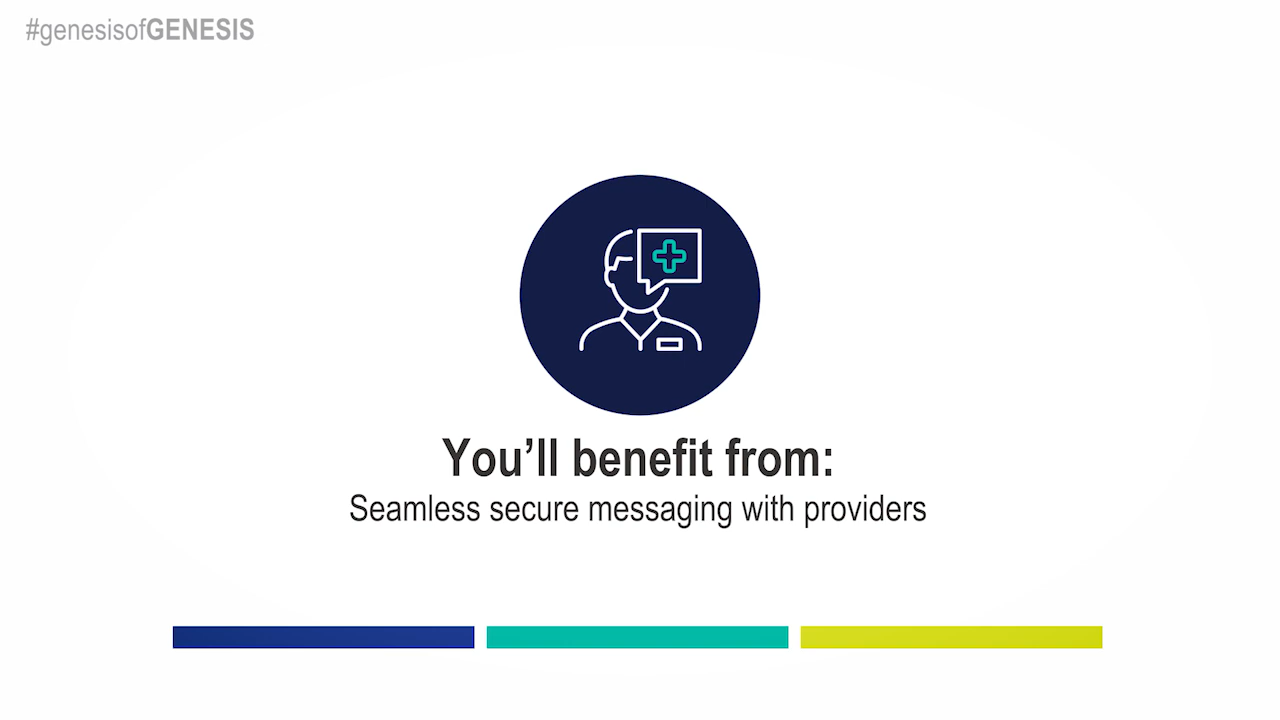 #genesisofGENESIS
You’ll benefit from:
Seamless secure messaging with providers